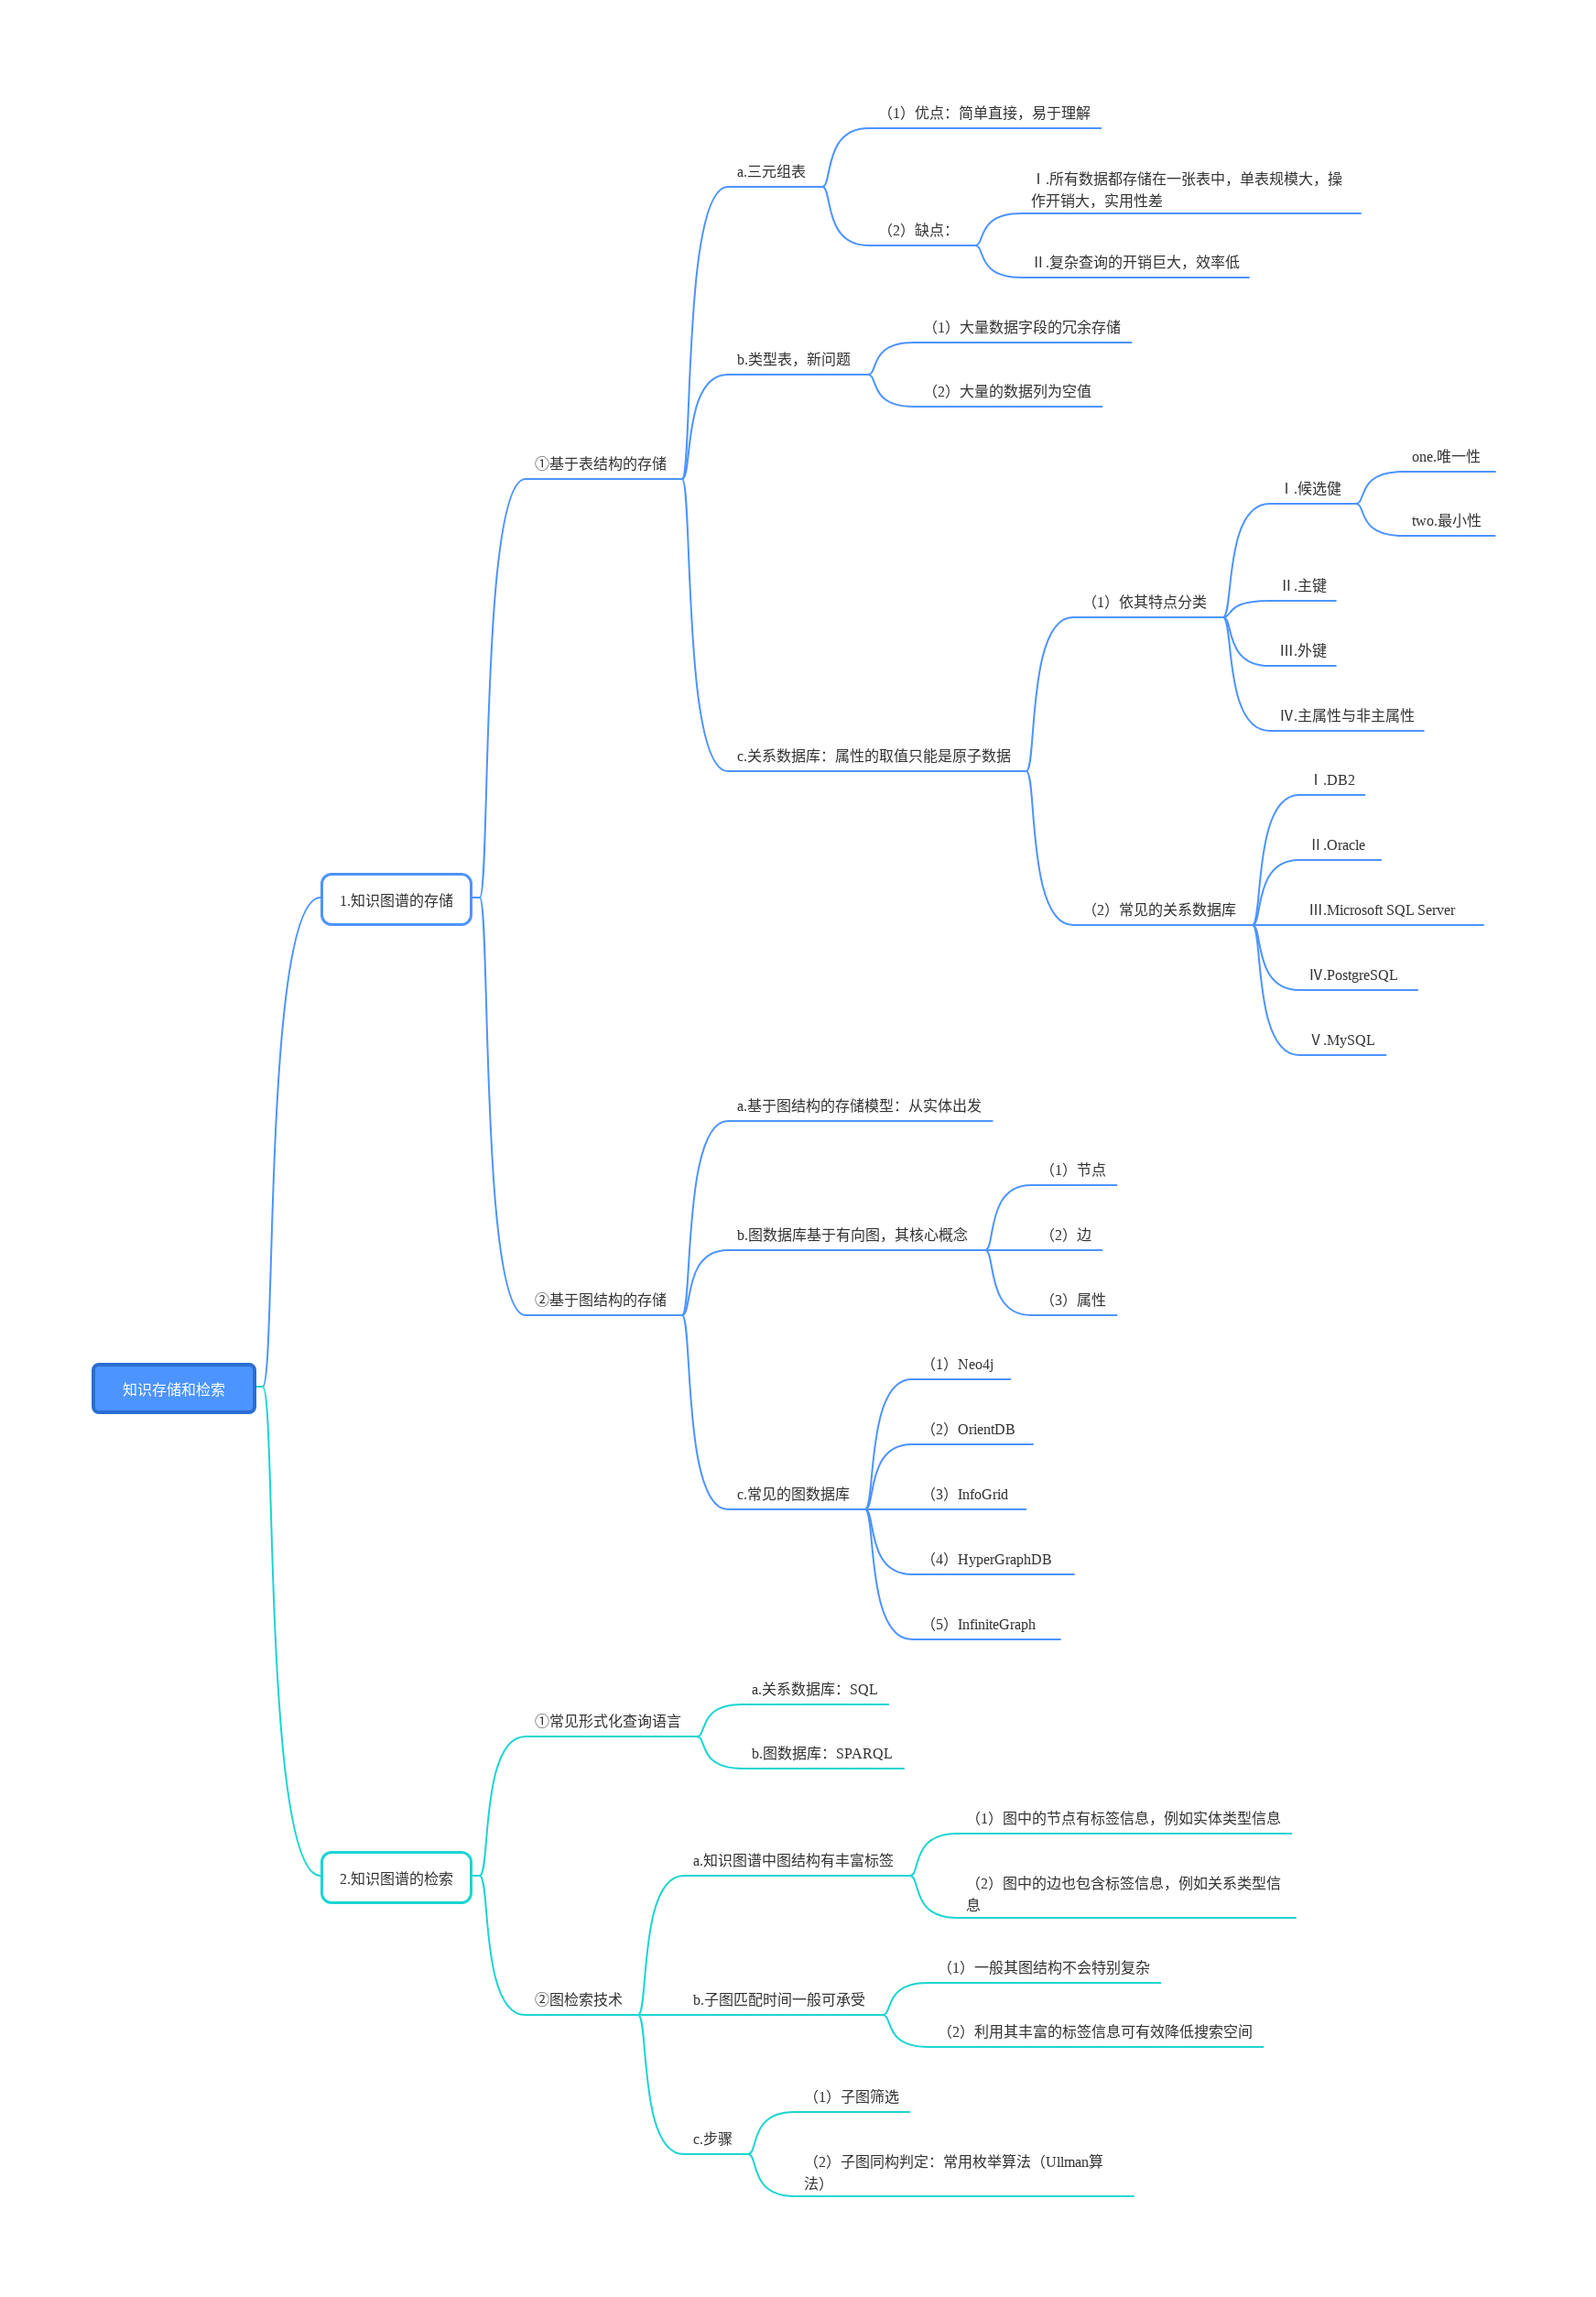 知识存储和检索
1.知识图谱的存储
①基于表结构的存储
a.三元组表
（1）优点：简单直接，易于理解
（2）缺点：
Ⅰ.所有数据都存储在一张表中，单表规模大，操
作开销大，实用性差
Ⅱ.复杂查询的开销巨大，效率低
b.类型表，新问题
（1）大量数据字段的冗余存储
（2）大量的数据列为空值
c.关系数据库：属性的取值只能是原子数据
（1）依其特点分类
Ⅰ.候选健
one.唯一性
two.最小性
Ⅱ.主键
Ⅲ.外键
Ⅳ.主属性与非主属性
（2）常见的关系数据库
Ⅰ.DB2
Ⅱ.Oracle
Ⅲ.Microsoft SQL Server
Ⅳ.PostgreSQL
Ⅴ.MySQL
②基于图结构的存储
a.基于图结构的存储模型：从实体出发
b.图数据库基于有向图，其核心概念
（1）节点
（2）边
（3）属性
c.常见的图数据库
（1）Neo4j
（2）OrientDB
（3）InfoGrid
（4）HyperGraphDB
（5）InfiniteGraph
2.知识图谱的检索
①常见形式化查询语言
a.关系数据库：SQL
b.图数据库：SPARQL
②图检索技术
a.知识图谱中图结构有丰富标签
（1）图中的节点有标签信息，例如实体类型信息
（2）图中的边也包含标签信息，例如关系类型信
息
b.子图匹配时间一般可承受
（1）一般其图结构不会特别复杂
（2）利用其丰富的标签信息可有效降低搜索空间
c.步骤
（1）子图筛选
（2）子图同构判定：常用枚举算法（Ullman算
法）